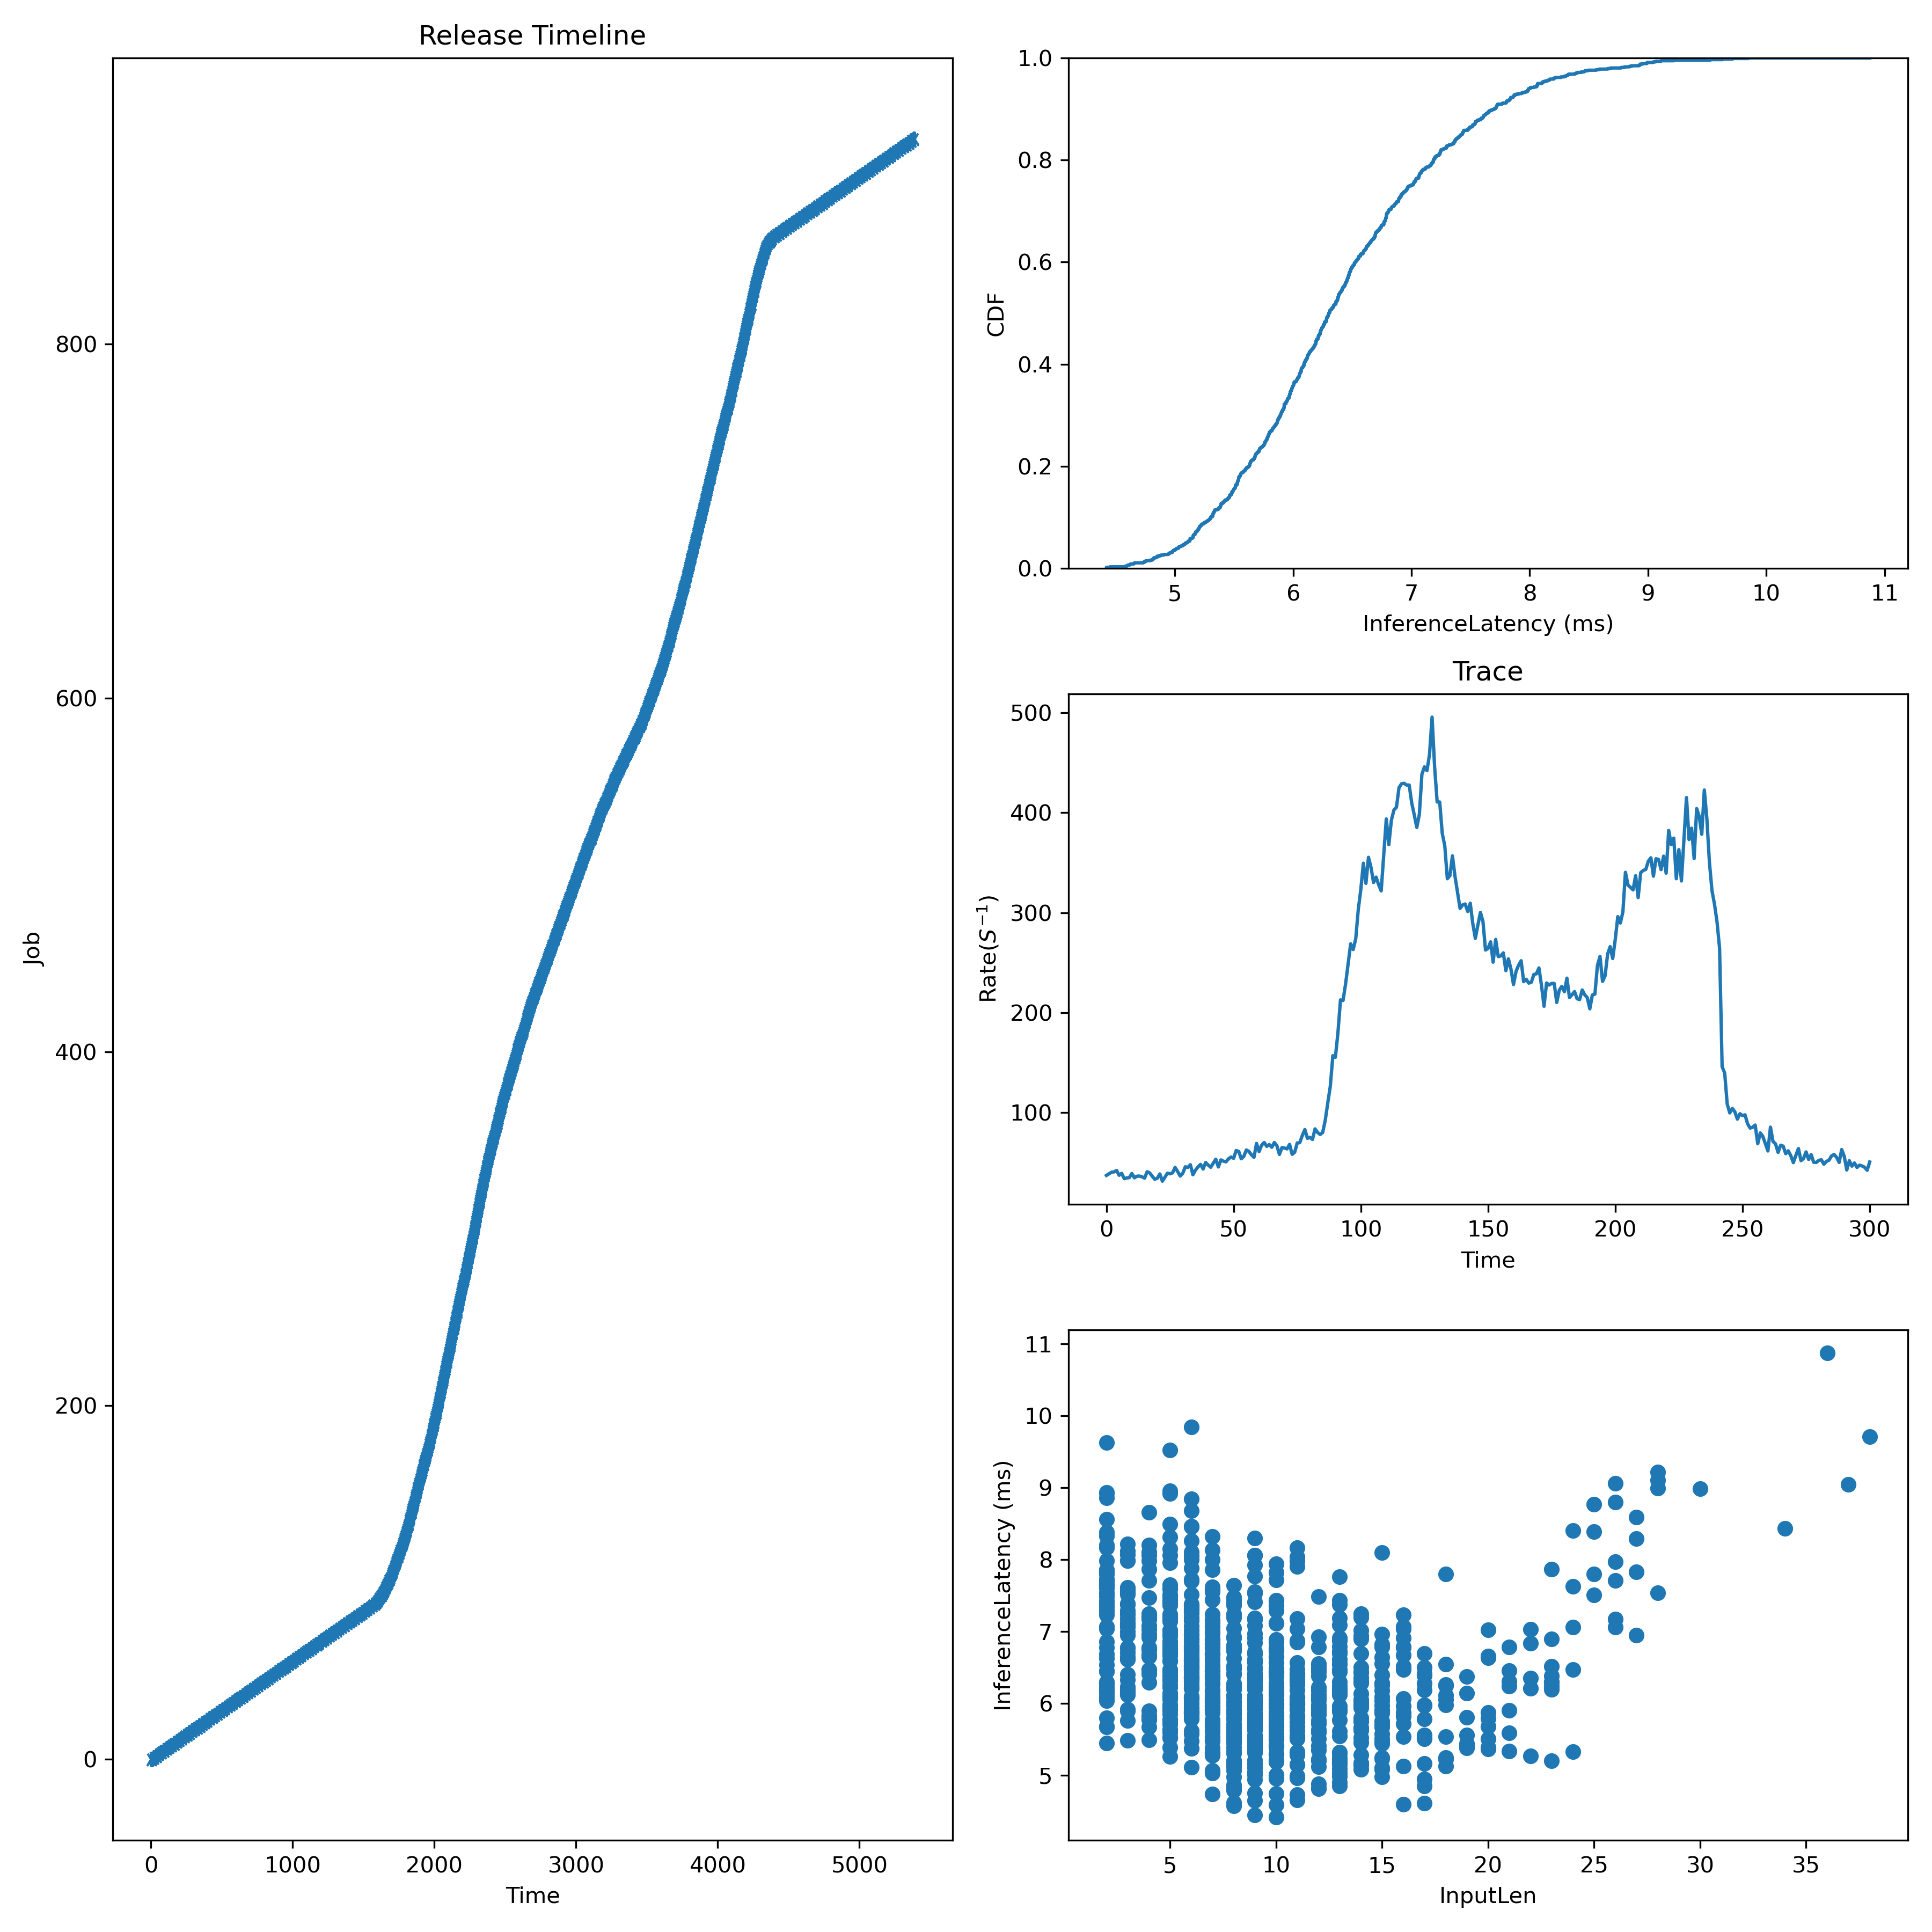 Release Timeline
Job
800
600
400
200
0
0 1000 2000 3000 4000 5000
Time
CDF
1.0
0.8
0.6
0.4
0.2
0.0
5 6 7 8 9 10 11
InferenceLatency (ms)
Trace
Rate(S⁻¹)
500
400
300
200
100
0 50 100 150 200 250 300
Time
InferenceLatency (ms)
11
10
9
8
7
6
5
5 10 15 20 25 30 35
InputLen